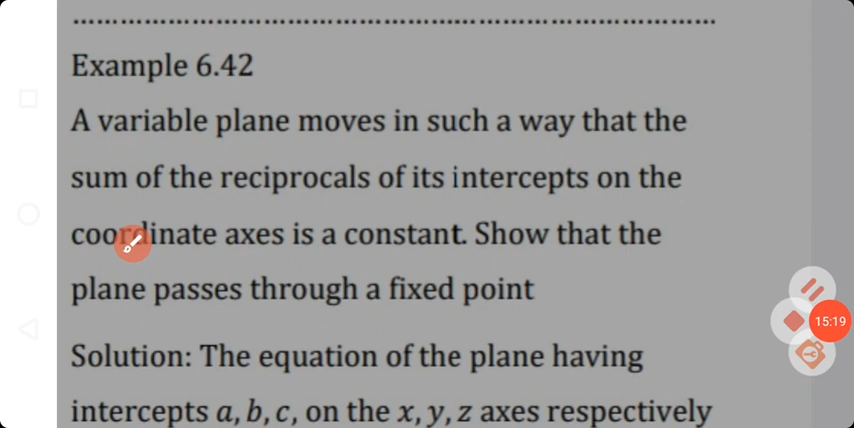 Example 6.42
A variable plane moves in such a way that the
sum of the reciprocals of its intercepts on the
coordinate axes is a constant. Show that the
plane passes through a fixed point
Solution: The equation of the plane having
intercepts a, b, c, on the x, y, z axes respectively
15:19